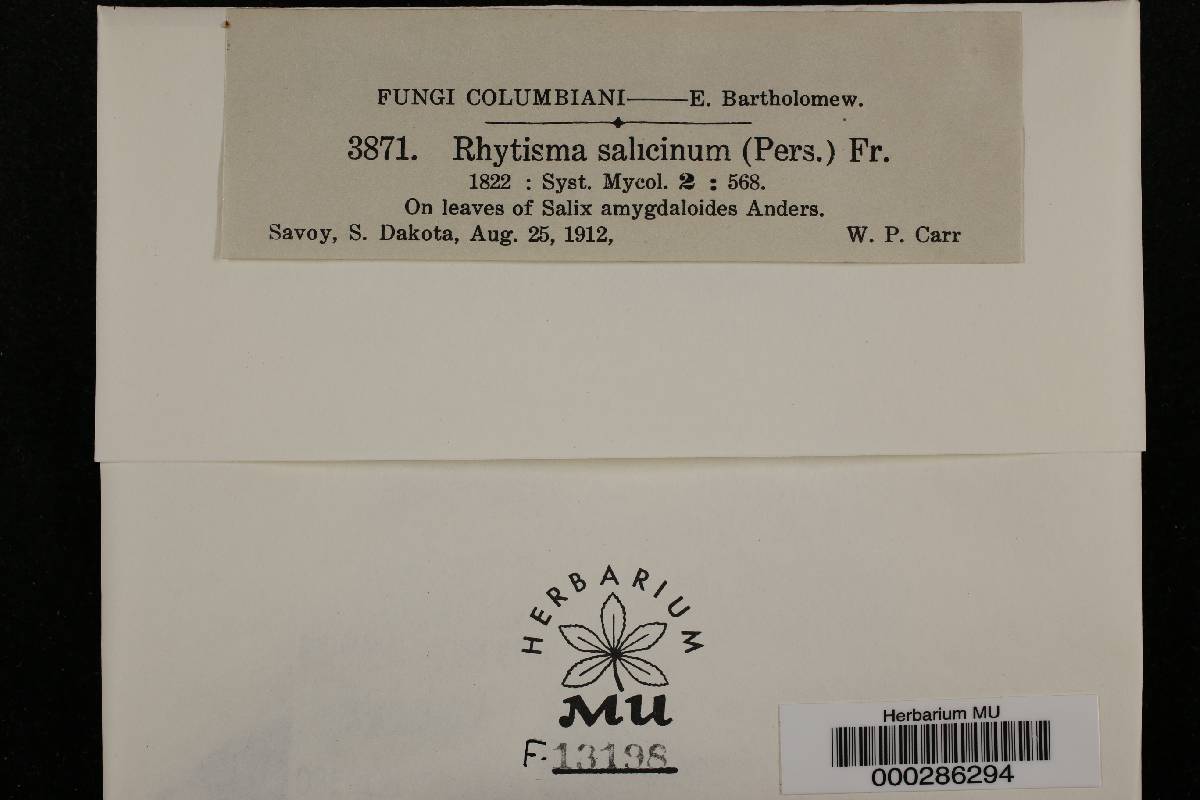 FUNGI COLUMBIANI——E. Bartholomew.
3871. Rhytisma salicinum (Pers.) Fr.
1822 : Syst. Mycol. 2 : 568.
On leaves of Salix amygdaloides Anders.
Savoy, S. Dakota, Aug. 25, 1912, W. P. Carr
HERBARIUM
MU
F-13198
Herbarium MU
000286294